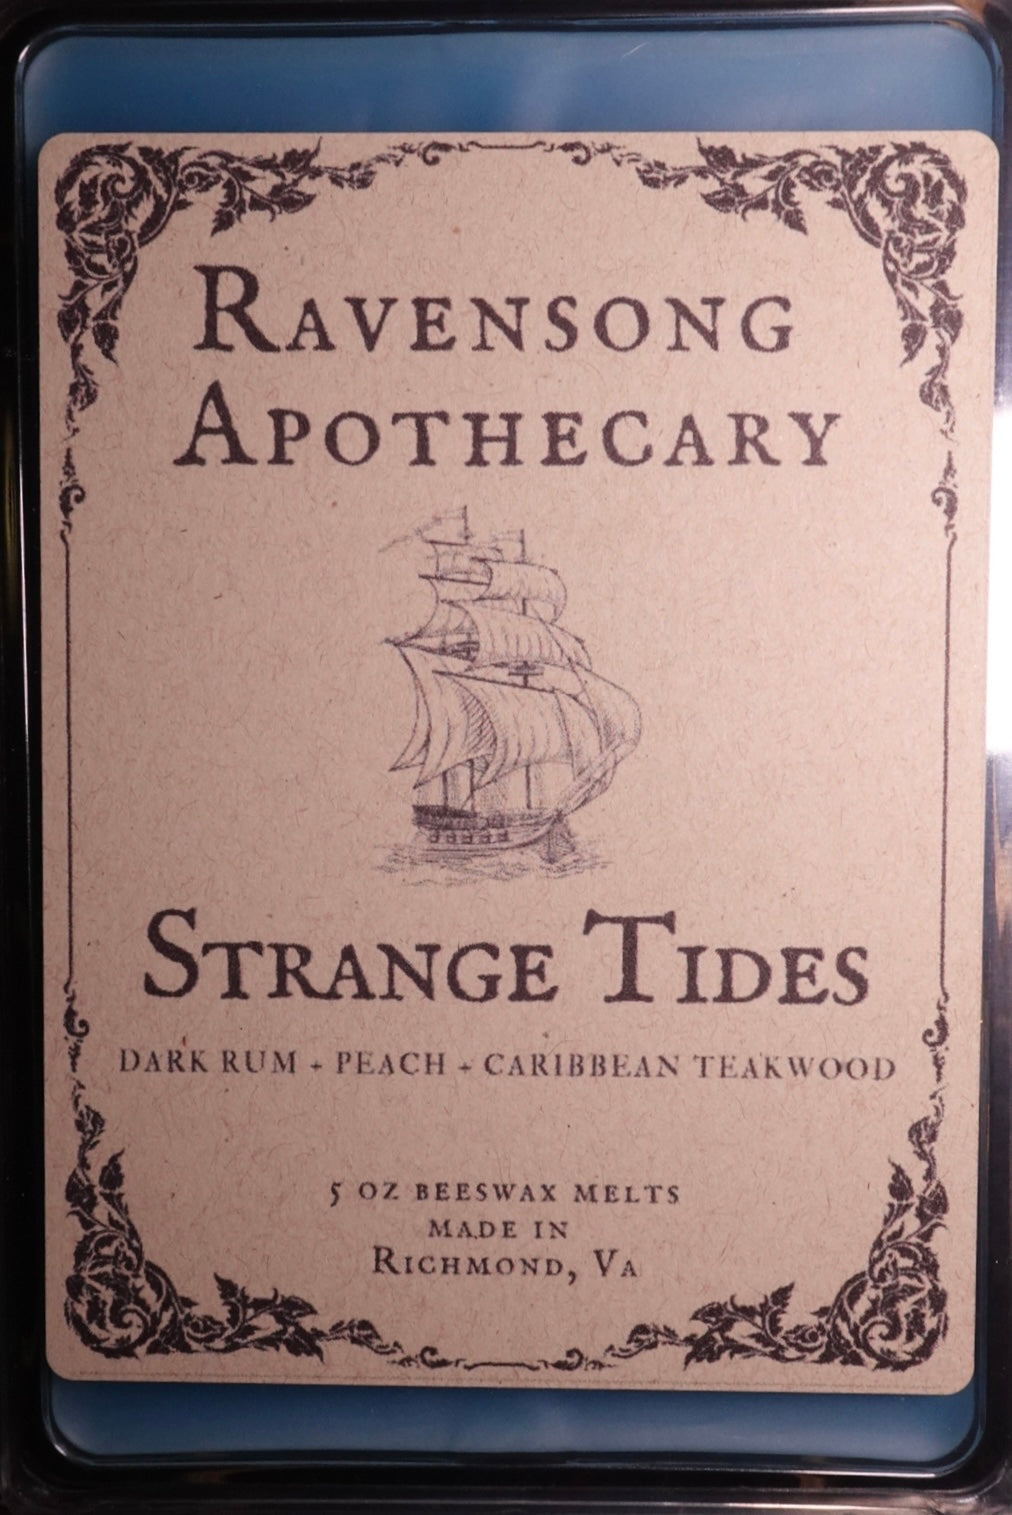 Ravensong
Apothecary
Strange Tides
Dark Rum + Peach + Caribbean Teakwood
5 oz Beeswax Melts
Made in
Richmond, Va